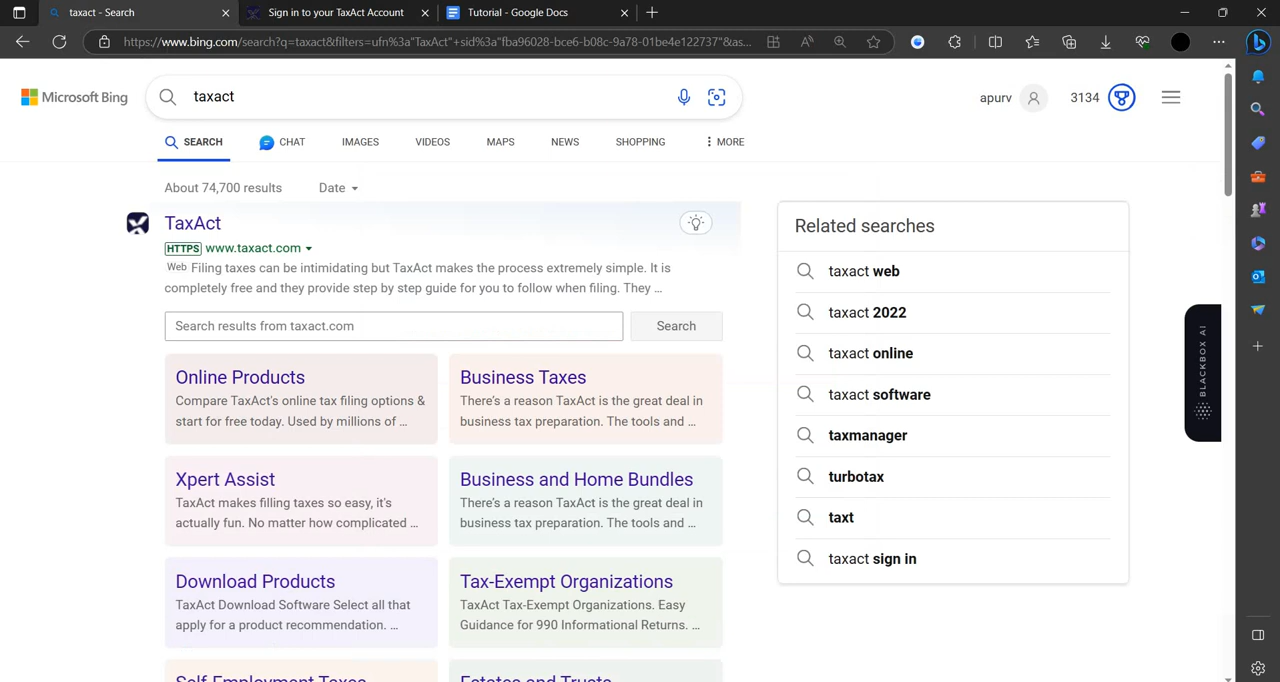 taxact - Search
Sign in to your TaxAct Account
Tutorial - Google Docs
https://www.bing.com/search?q=taxact&filters=ufn%3a"TaxAct"+sid%3a"fba96028-bce6-b08c-9a78-01be4e122737"&as...
Microsoft Bing
taxact
apurv
3134
SEARCH
CHAT
IMAGES
VIDEOS
MAPS
NEWS
SHOPPING
MORE
About 74,700 results
Date
TaxAct
HTTPS www.taxact.com
Web Filing taxes can be intimidating but TaxAct makes the process extremely simple. It is
completely free and they provide step by step guide for you to follow when filing. They ...
Search results from taxact.com
Search
Online Products
Compare TaxAct's online tax filing options &
start for free today. Used by millions of ...
Business Taxes
There's a reason TaxAct is the great deal in
business tax preparation. The tools and ...
Xpert Assist
TaxAct makes filling taxes so easy, it's
actually fun. No matter how complicated ...
Business and Home Bundles
There's a reason TaxAct is the great deal in
business tax preparation. The tools and ...
Download Products
TaxAct Download Software Select all that
apply for a product recommendation. ...
Tax-Exempt Organizations
TaxAct Tax-Exempt Organizations. Easy
Guidance for 990 Informational Returns. ...
Self-Employment Taxes
Estates and Trusts
Related searches
taxact web
taxact 2022
taxact online
taxact software
taxmanager
turbotax
taxt
taxact sign in
BLACKBOX AI